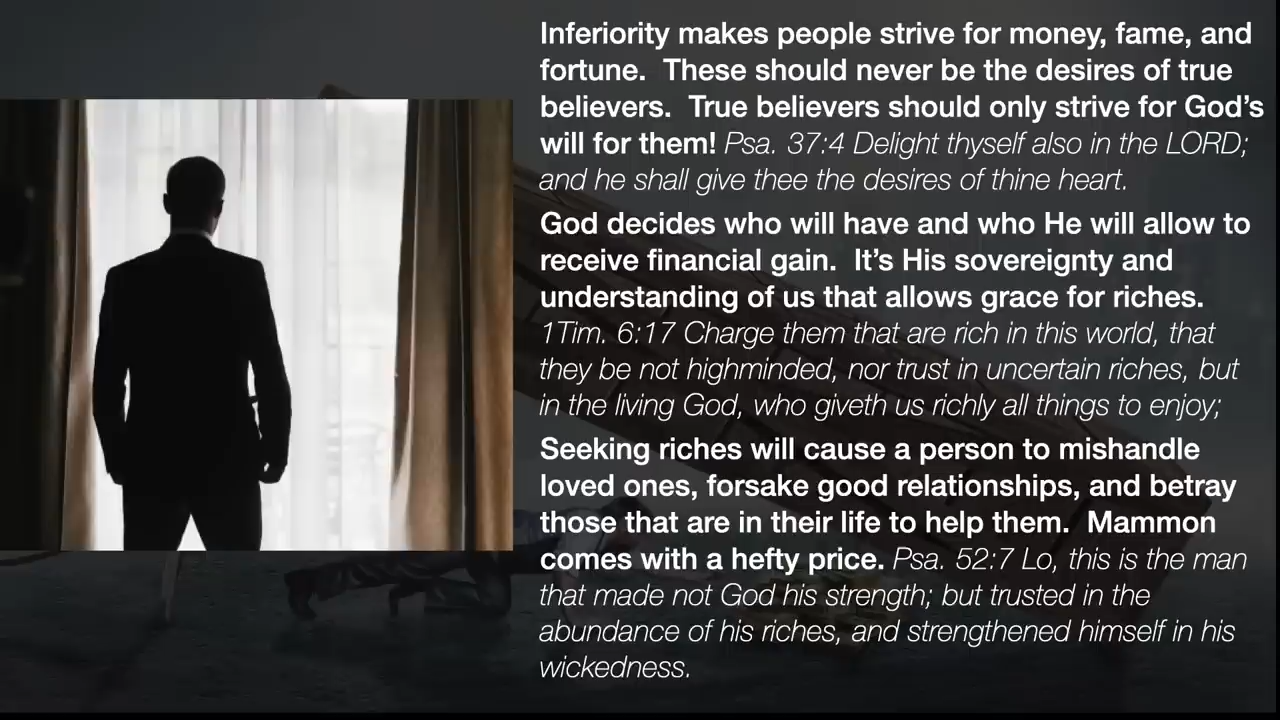 Inferiority makes people strive for money, fame, and
fortune.  These should never be the desires of true
believers.  True believers should only strive for God's
will for them! Psa. 37:4 Delight thyself also in the LORD;
and he shall give thee the desires of thine heart.
God decides who will have and who He will allow to
receive financial gain.  It's His sovereignty and
understanding of us that allows grace for riches.
1Tim. 6:17 Charge them that are rich in this world, that
they be not highminded, nor trust in uncertain riches, but
in the living God, who giveth us richly all things to enjoy;
Seeking riches will cause a person to mishandle
loved ones, forsake good relationships, and betray
those that are in their life to help them.  Mammon
comes with a hefty price. Psa. 52:7 Lo, this is the man
that made not God his strength; but trusted in the
abundance of his riches, and strengthened himself in his
wickedness.